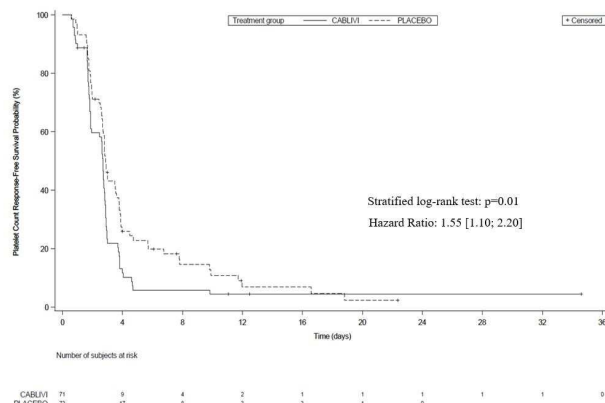 Treatment group CABLIVI PLACEBO
+ Censored
100
80
60
40
20
0
Platelet Count Response-Free Survival Probability (%)
Stratified log-rank test: p=0.01
Hazard Ratio: 1.55 [1.10; 2.20]
0 4 8 12 16 20 24 28 32 36
Time (days)
Number of subjects at risk
CABLIVI 71 9 4 2 1 1 1 1 1 0
PLACEBO